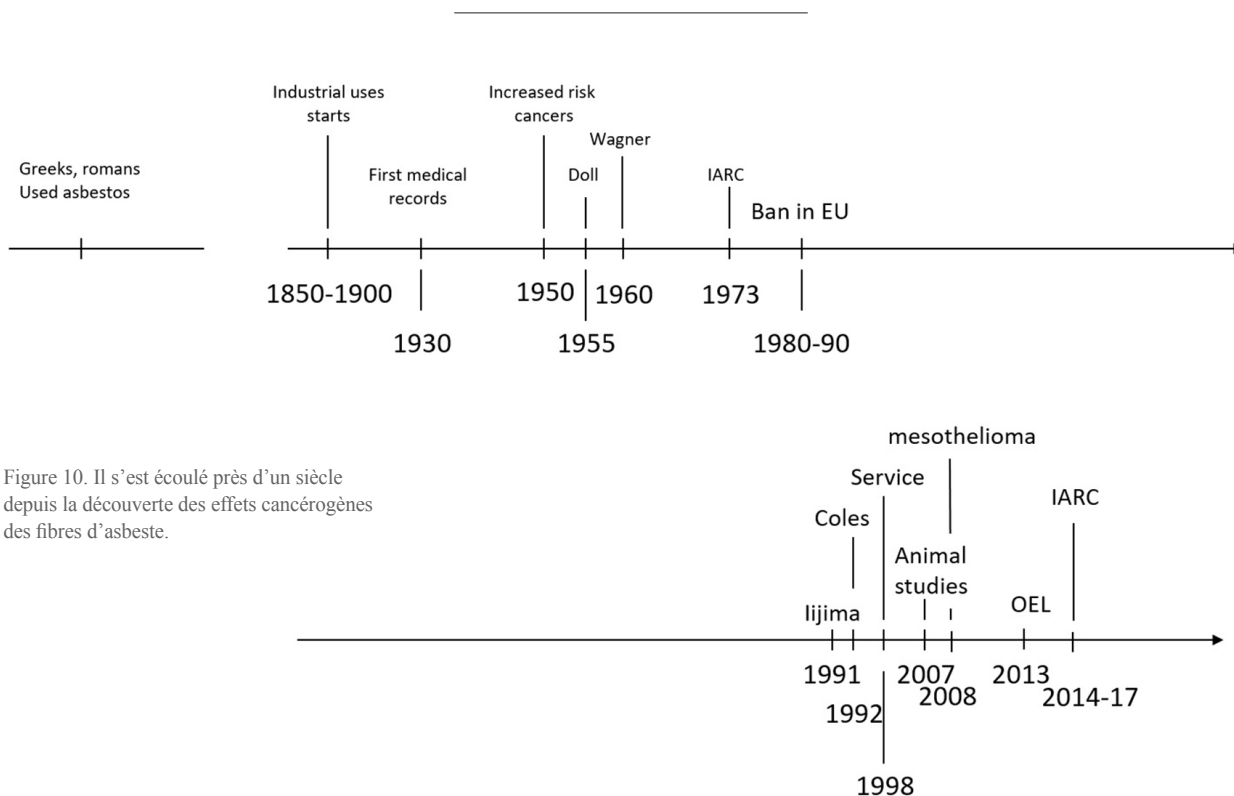 Industrial uses
starts
Increased risk
cancers
Wagner
Greeks, romans
Used asbestos
First medical
records
Doll
IARC
Ban in EU
1850-1900
1930
1950
1955
1960
1973
1980-90
Figure 10. Il s’est écoulé près d’un siècle
depuis la découverte des effets cancérogènes
des fibres d’asbeste.
mesothelioma
Service
Coles
IARC
Animal
studies
Iijima
OEL
1991
1992
1998
2007
2008
2013
2014-17